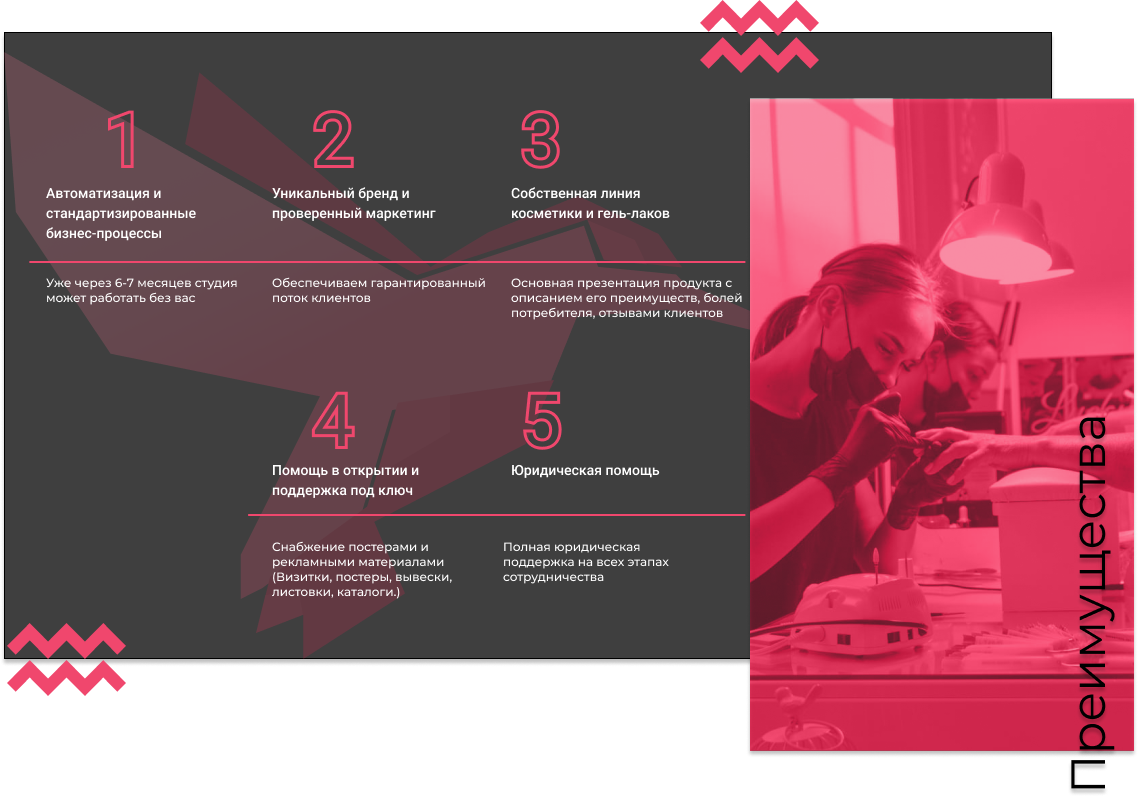 1
Автоматизация и
стандартизированные
бизнес-процессы
Уже через 6-7 месяцев студия
может работать без вас
2
Уникальный бренд и
проверенный маркетинг
Обеспечиваем гарантированный
поток клиентов
3
Собственная линия
косметики и гель-лаков
Основная презентация продукта с
описанием его преимуществ, болей
потребителя, отзывами клиентов
4
Помощь в открытии и
поддержка под ключ
Снабжение постерами и
рекламными материалами
(Визитки, постеры, вывески,
листовки, каталоги.)
5
Юридическая помощь
Полная юридическая
поддержка на всех этапах
сотрудничества
Преимущества